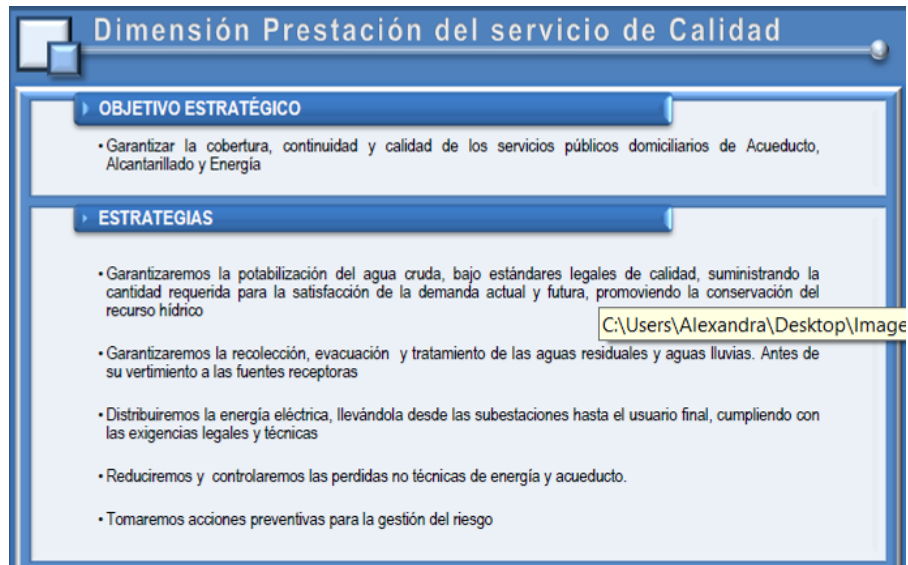 Dimensión Prestación del servicio de Calidad
OBJETIVO ESTRATÉGICO
• Garantizar la cobertura, continuidad y calidad de los servicios públicos domiciliarios de Acueducto,
Alcantarillado y Energía
ESTRATEGIAS
• Garantizaremos la potabilización del agua cruda, bajo estándares legales de calidad, suministrando la
cantidad requerida para la satisfacción de la demanda actual y futura, promoviendo la conservación del
recurso hídrico
C:\Users\Alexandra\Desktop\Image
• Garantizaremos la recolección, evacuación y tratamiento de las aguas residuales y aguas lluvias. Antes de
su vertimiento a las fuentes receptoras
• Distribuiremos la energía eléctrica, llevándola desde las subestaciones hasta el usuario final, cumpliendo con
las exigencias legales y técnicas
• Reduciremos y controlaremos las perdidas no técnicas de energía y acueducto.
• Tomaremos acciones preventivas para la gestión del riesgo